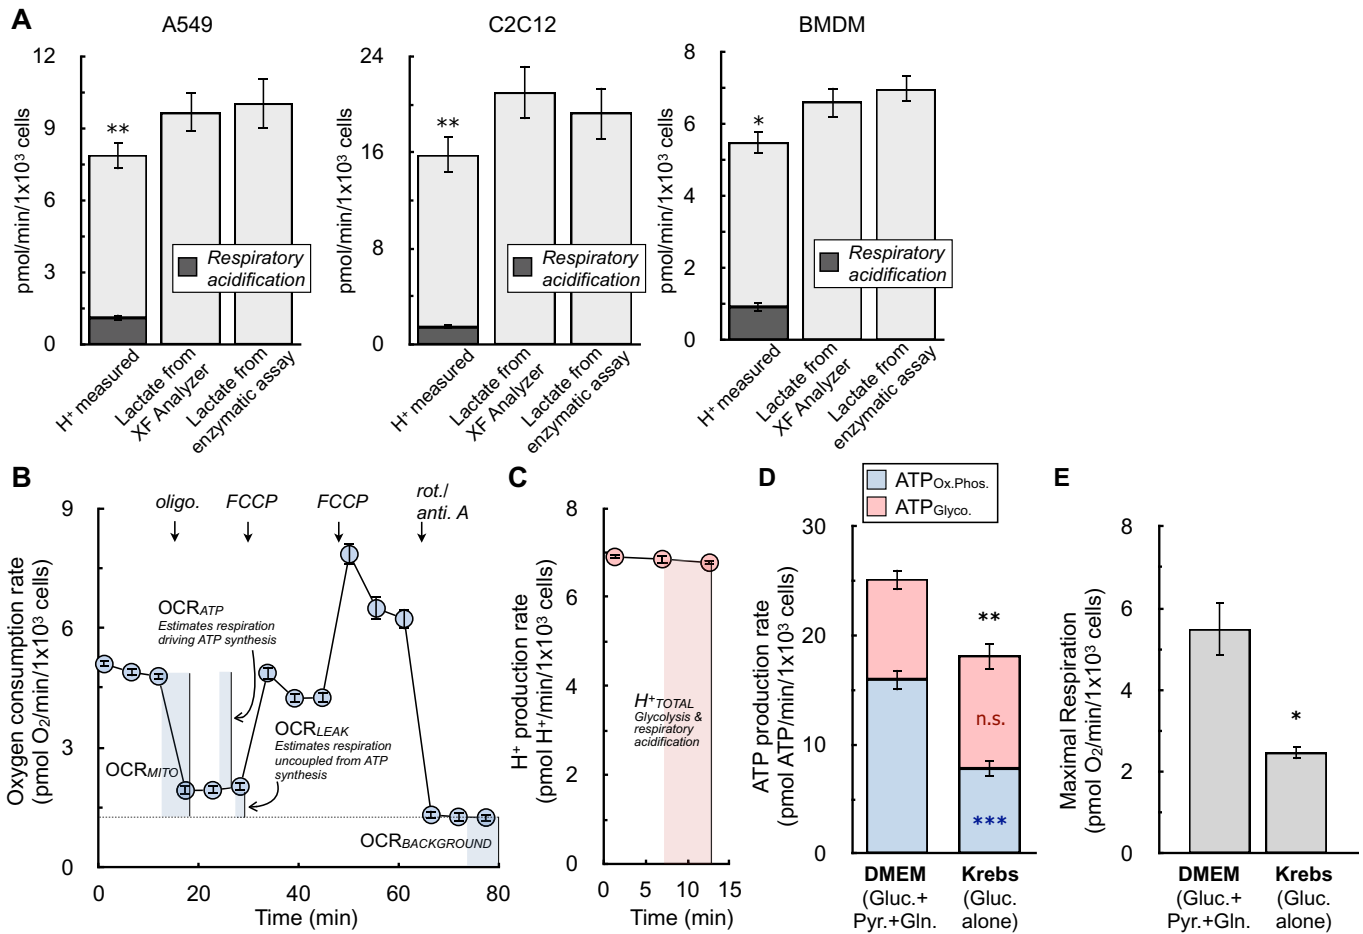 A
A549
C2C12
BMDM
pmol/min/1x10³ cells
12
9
6
3
0
**
Respiratory
acidification
H⁺ measured
Lactate from
XF Analyzer
Lactate from
enzymatic assay
pmol/min/1x10³ cells
24
16
8
0
**
Respiratory
acidification
H⁺ measured
Lactate from
XF Analyzer
Lactate from
enzymatic assay
pmol/min/1x10³ cells
8
6
4
2
0
*
Respiratory
acidification
H⁺ measured
Lactate from
XF Analyzer
Lactate from
enzymatic assay
B
oligo.
FCCP
FCCP
rot./
anti. A
Oxygen consumption rate
(pmol O₂/min/1x10³ cells)
9
6
3
0
OCRATP
Estimates respiration
driving ATP synthesis
OCRMITO
OCRLEAK
Estimates respiration
uncoupled from ATP
synthesis
OCRBACKGROUND
0
20
40
60
80
Time (min)
C
H⁺ production rate
(pmol H⁺/min/1x10³ cells)
8
6
4
2
0
H⁺TOTAL
Glycolysis &
respiratory
acidification
0
5
10
15
Time (min)
D
ATPOx.Phos.
ATPGlyco.
ATP production rate
(pmol ATP/min/1x10³ cells)
30
20
10
0
**
n.s.
***
DMEM
(Gluc.+
Pyr.+Gln.
Krebs
(Gluc.
alone)
E
Maximal Respiration
(pmol O₂/min/1x10³ cells)
8
6
4
2
0
*
DMEM
(Gluc.+
Pyr.+Gln.
Krebs
(Gluc.
alone)